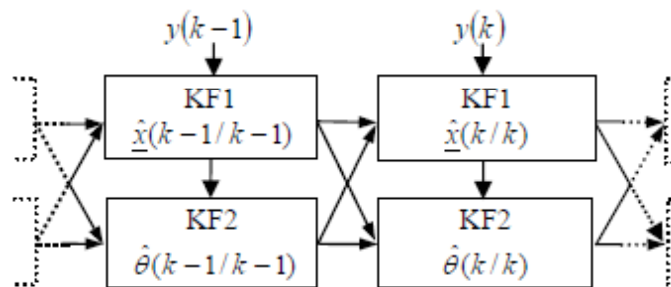 y(k−1) y(k)
KF1 KF1
x̲̂(k−1/k−1) x̲̂(k/k)
KF2 KF2
θ̂(k−1/k−1) θ̂(k/k)